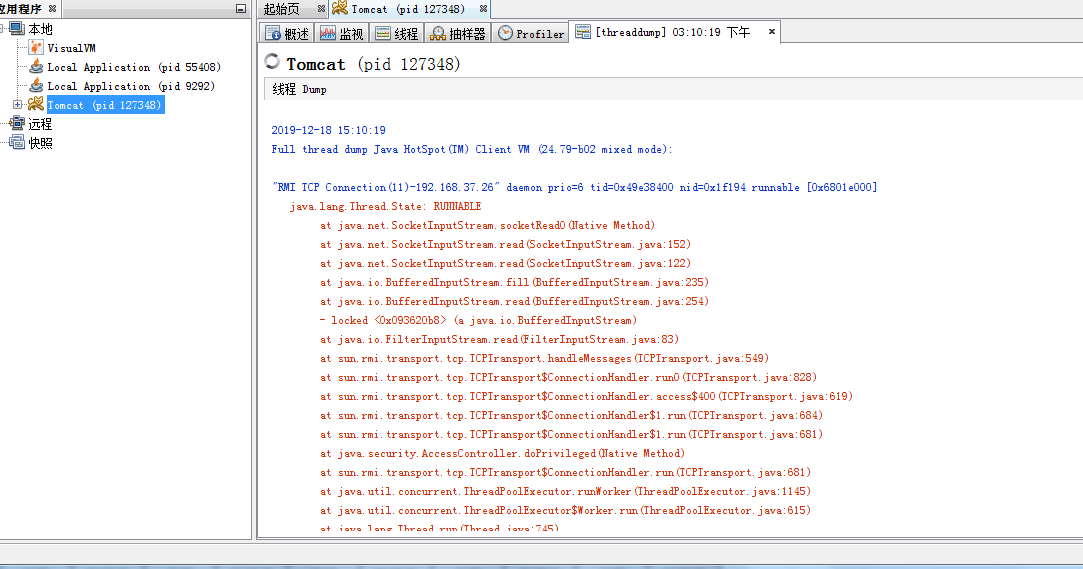 应用程序
本地
VisualVM
Local Application (pid 55408)
Local Application (pid 9292)
Tomcat (pid 127348)
远程
快照
起始页 Tomcat (pid 127348)
概述 监视 线程 抽样器 Profiler [threaddump] 03:10:19 下午
Tomcat (pid 127348)
线程 Dump
2019-12-18 15:10:19
Full thread dump Java HotSpot(TM) Client VM (24.79-b02 mixed mode):
"RMI TCP Connection(11)-192.168.37.26" daemon prio=6 tid=0x49e38400 nid=0x1f194 runnable [0x6801e000]
java.lang.Thread.State: RUNNABLE
at java.net.SocketInputStream.socketRead0(Native Method)
at java.net.SocketInputStream.read(SocketInputStream.java:152)
at java.net.SocketInputStream.read(SocketInputStream.java:122)
at java.io.BufferedInputStream.fill(BufferedInputStream.java:235)
at java.io.BufferedInputStream.read(BufferedInputStream.java:254)
- locked <0x093620b8> (a java.io.BufferedInputStream)
at java.io.FilterInputStream.read(FilterInputStream.java:83)
at sun.rmi.transport.tcp.TCPTransport.handleMessages(TCPTransport.java:549)
at sun.rmi.transport.tcp.TCPTransport$ConnectionHandler.run0(TCPTransport.java:828)
at sun.rmi.transport.tcp.TCPTransport$ConnectionHandler.access$400(TCPTransport.java:619)
at sun.rmi.transport.tcp.TCPTransport$ConnectionHandler$1.run(TCPTransport.java:684)
at sun.rmi.transport.tcp.TCPTransport$ConnectionHandler$1.run(TCPTransport.java:681)
at java.security.AccessController.doPrivileged(Native Method)
at sun.rmi.transport.tcp.TCPTransport$ConnectionHandler.run(TCPTransport.java:681)
at java.util.concurrent.ThreadPoolExecutor.runWorker(ThreadPoolExecutor.java:1145)
at java.util.concurrent.ThreadPoolExecutor$Worker.run(ThreadPoolExecutor.java:615)
at java.lang.Thread.run(Thread.java:745)